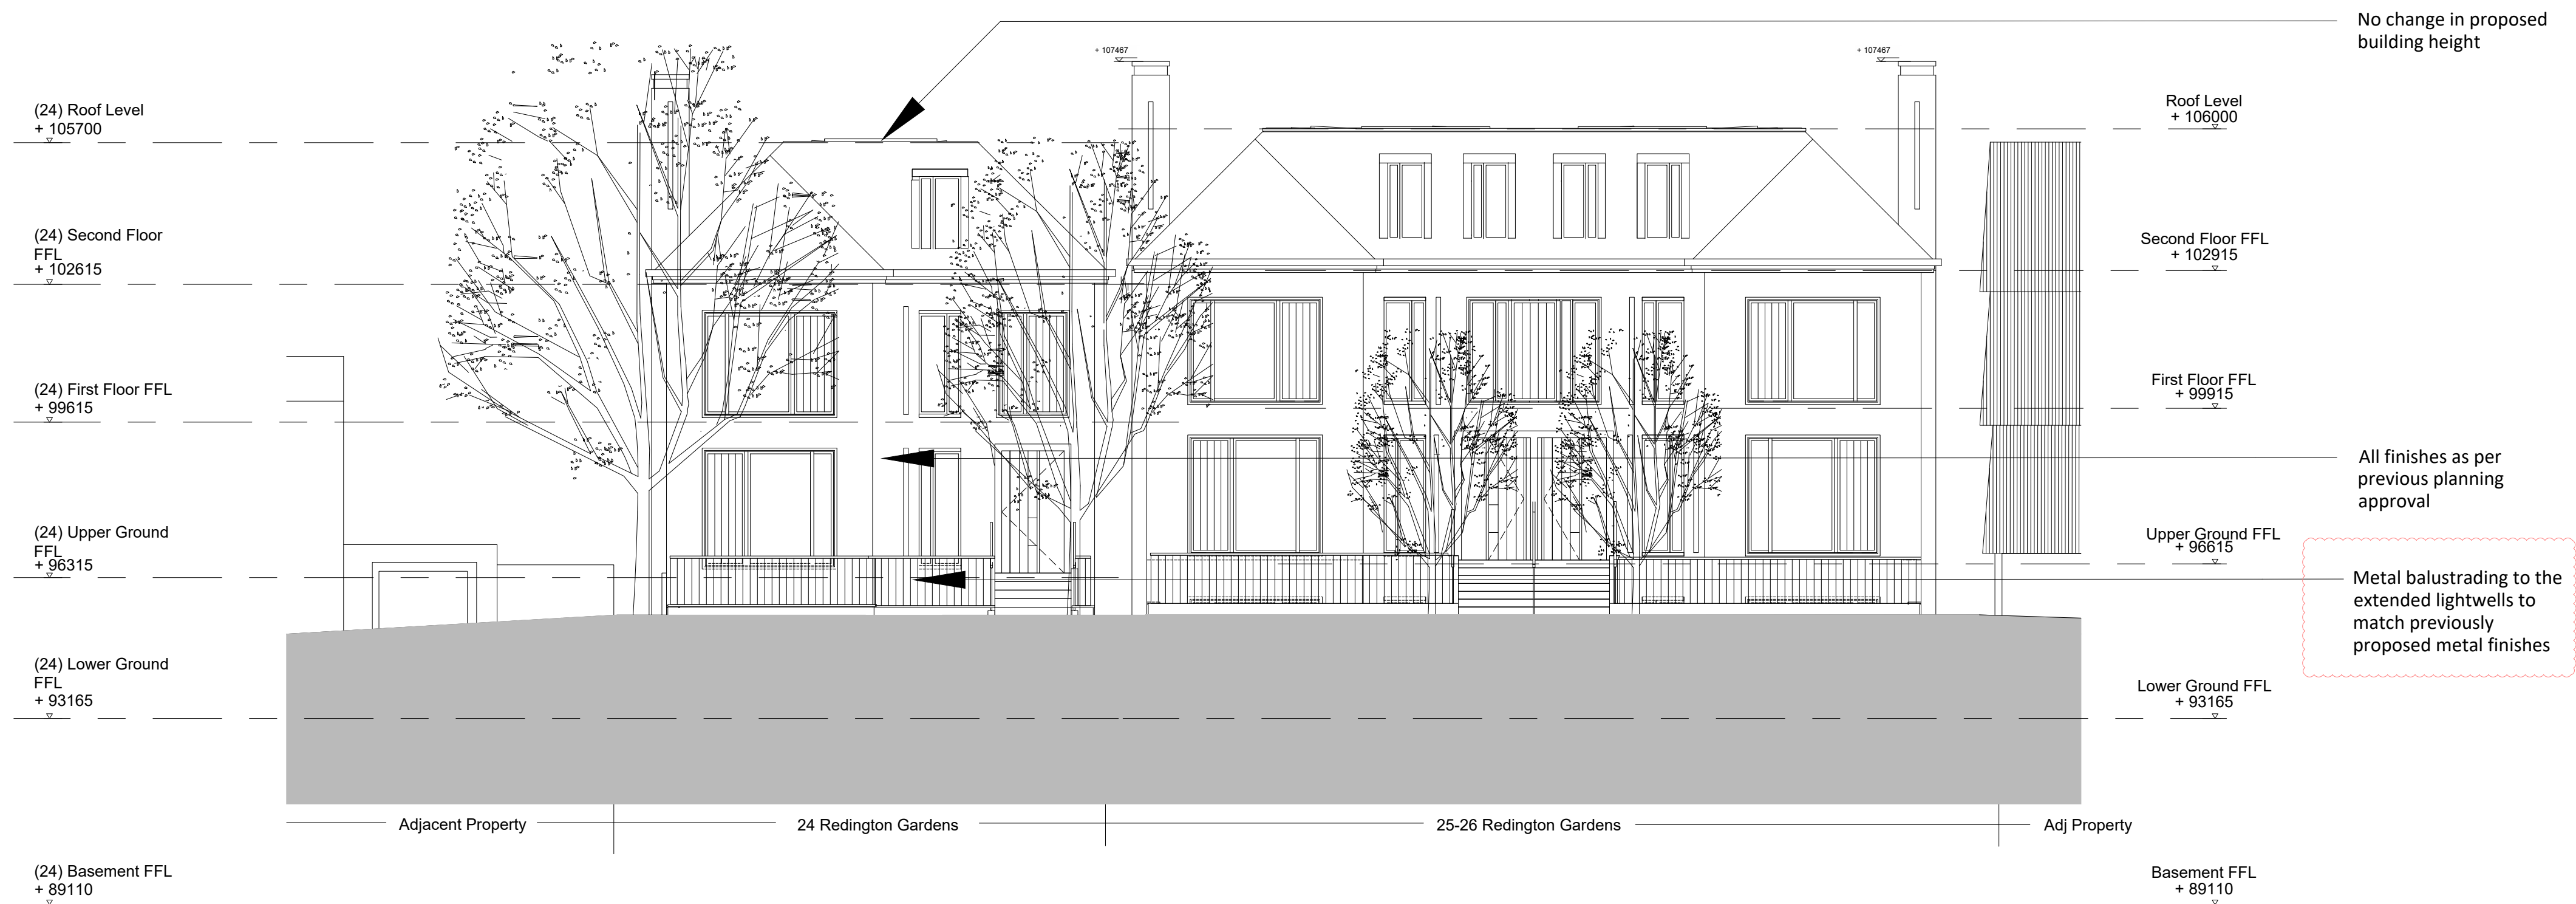 No change in proposed
building height
+ 107467
+ 107467
(24) Roof Level
+ 105700
Roof Level
+ 106000
(24) Second Floor
FFL
+ 102615
Second Floor FFL
+ 102915
(24) First Floor FFL
+ 99615
First Floor FFL
+ 99915
All finishes as per
previous planning
approval
(24) Upper Ground
FFL
+ 96315
Upper Ground FFL
+ 96615
Metal balustrading to the
extended lightwells to
match previously
proposed metal finishes
(24) Lower Ground
FFL
+ 93165
Lower Ground FFL
+ 93165
Adjacent Property
24 Redington Gardens
25-26 Redington Gardens
Adj Property
(24) Basement FFL
+ 89110
Basement FFL
+ 89110